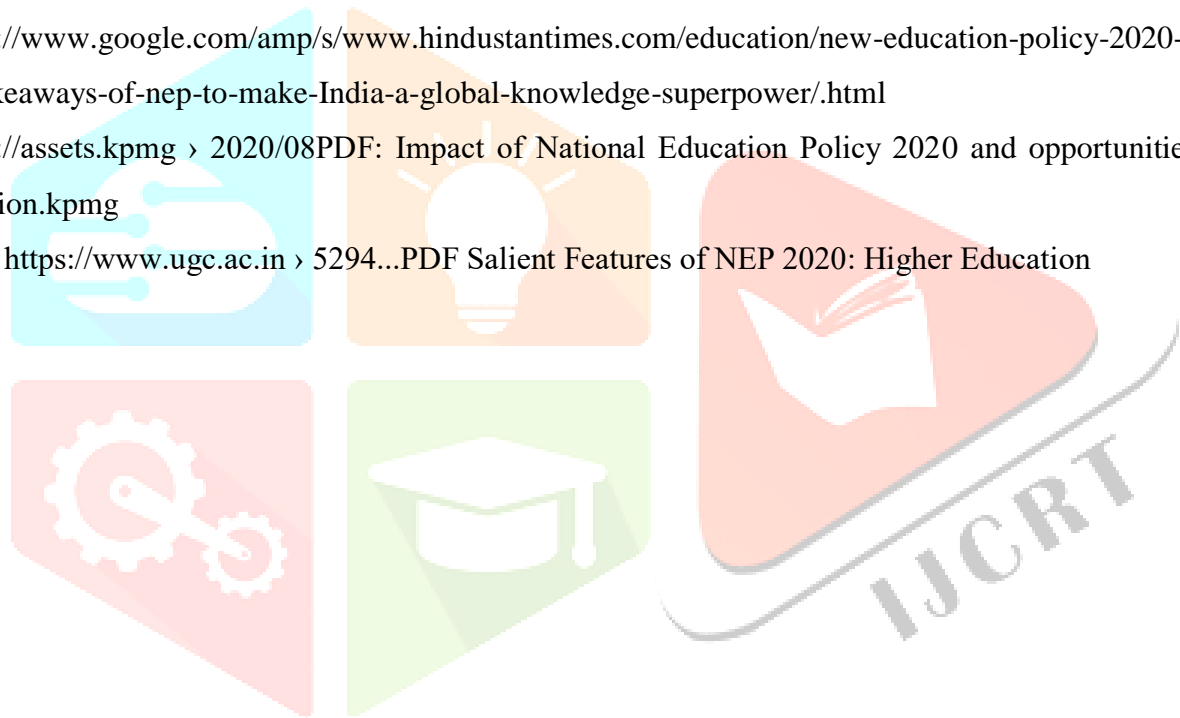 ://www.google.com/amp/s/www.hindustantimes.com/education/new-education-policy-2020-
keaways-of-nep-to-make-India-a-global-knowledge-superpower/.html
://assets.kpmg › 2020/08PDF: Impact of National Education Policy 2020 and opportunitie
ion.kpmg
https://www.ugc.ac.in › 5294...PDF Salient Features of NEP 2020: Higher Education
IJCRT